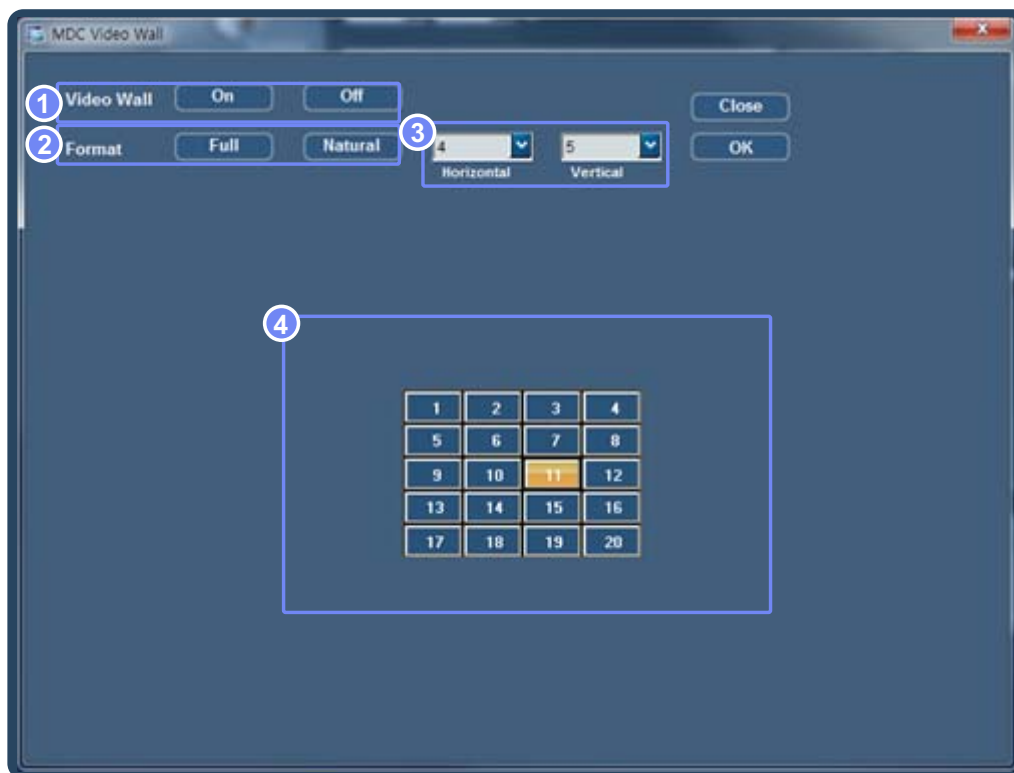 MDC Video Wall
1 Video Wall On Off Close
2 Format Full Natural 3 4 5 OK
Horizontal Vertical
4
1 2 3 4
5 6 7 8
9 10 11 12
13 14 15 16
17 18 19 20